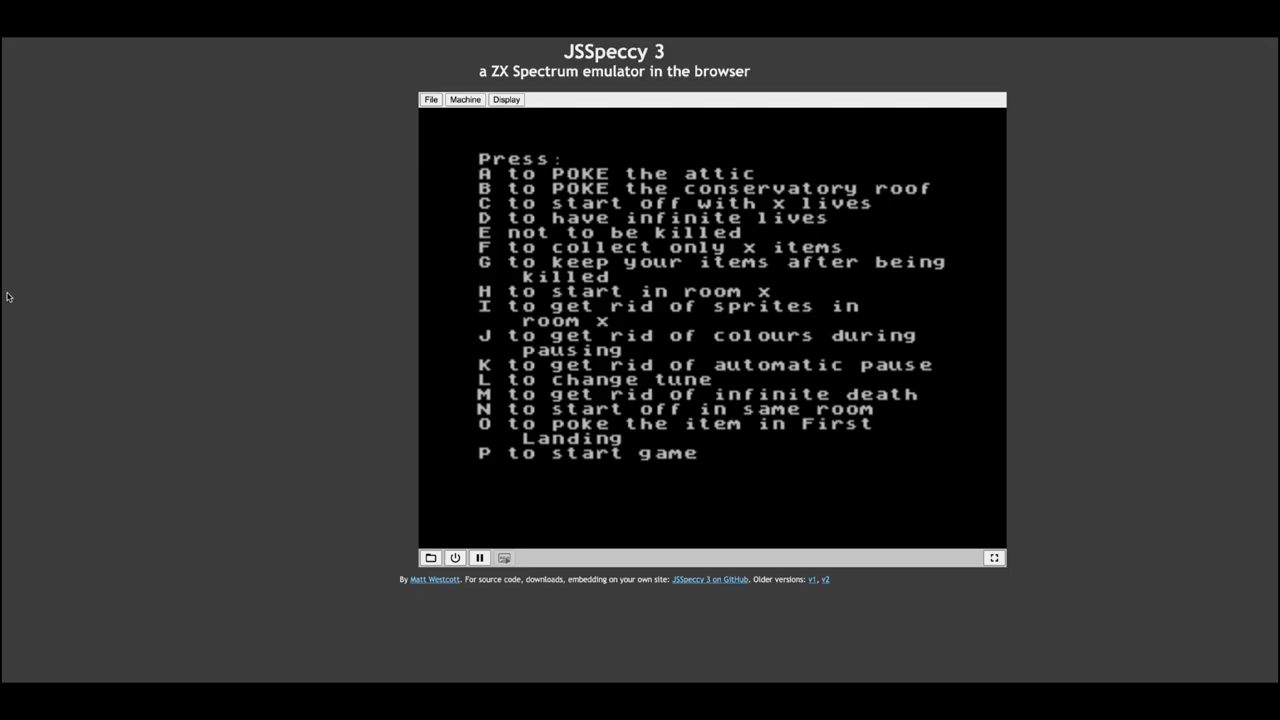 JSSpeccy 3
a ZX Spectrum emulator in the browser
File Machine Display
Press:
A to POKE the attic
B to POKE the conservatory roof
C to start off with x lives
D to have infinite lives
E not to be killed
F to collect only x items
G to keep your items after being
killed
H to start in room x
I to get rid of sprites in
room x
J to get rid of colours during
pausing
K to get rid of automatic pause
L to change tune
M to get rid of infinite death
N to start off in same room
O to poke the item in First
Landing
P to start game
By Matt Westcott. For source code, downloads, embedding on your own site: JSSpeccy 3 on GitHub. Older versions: v1, v2